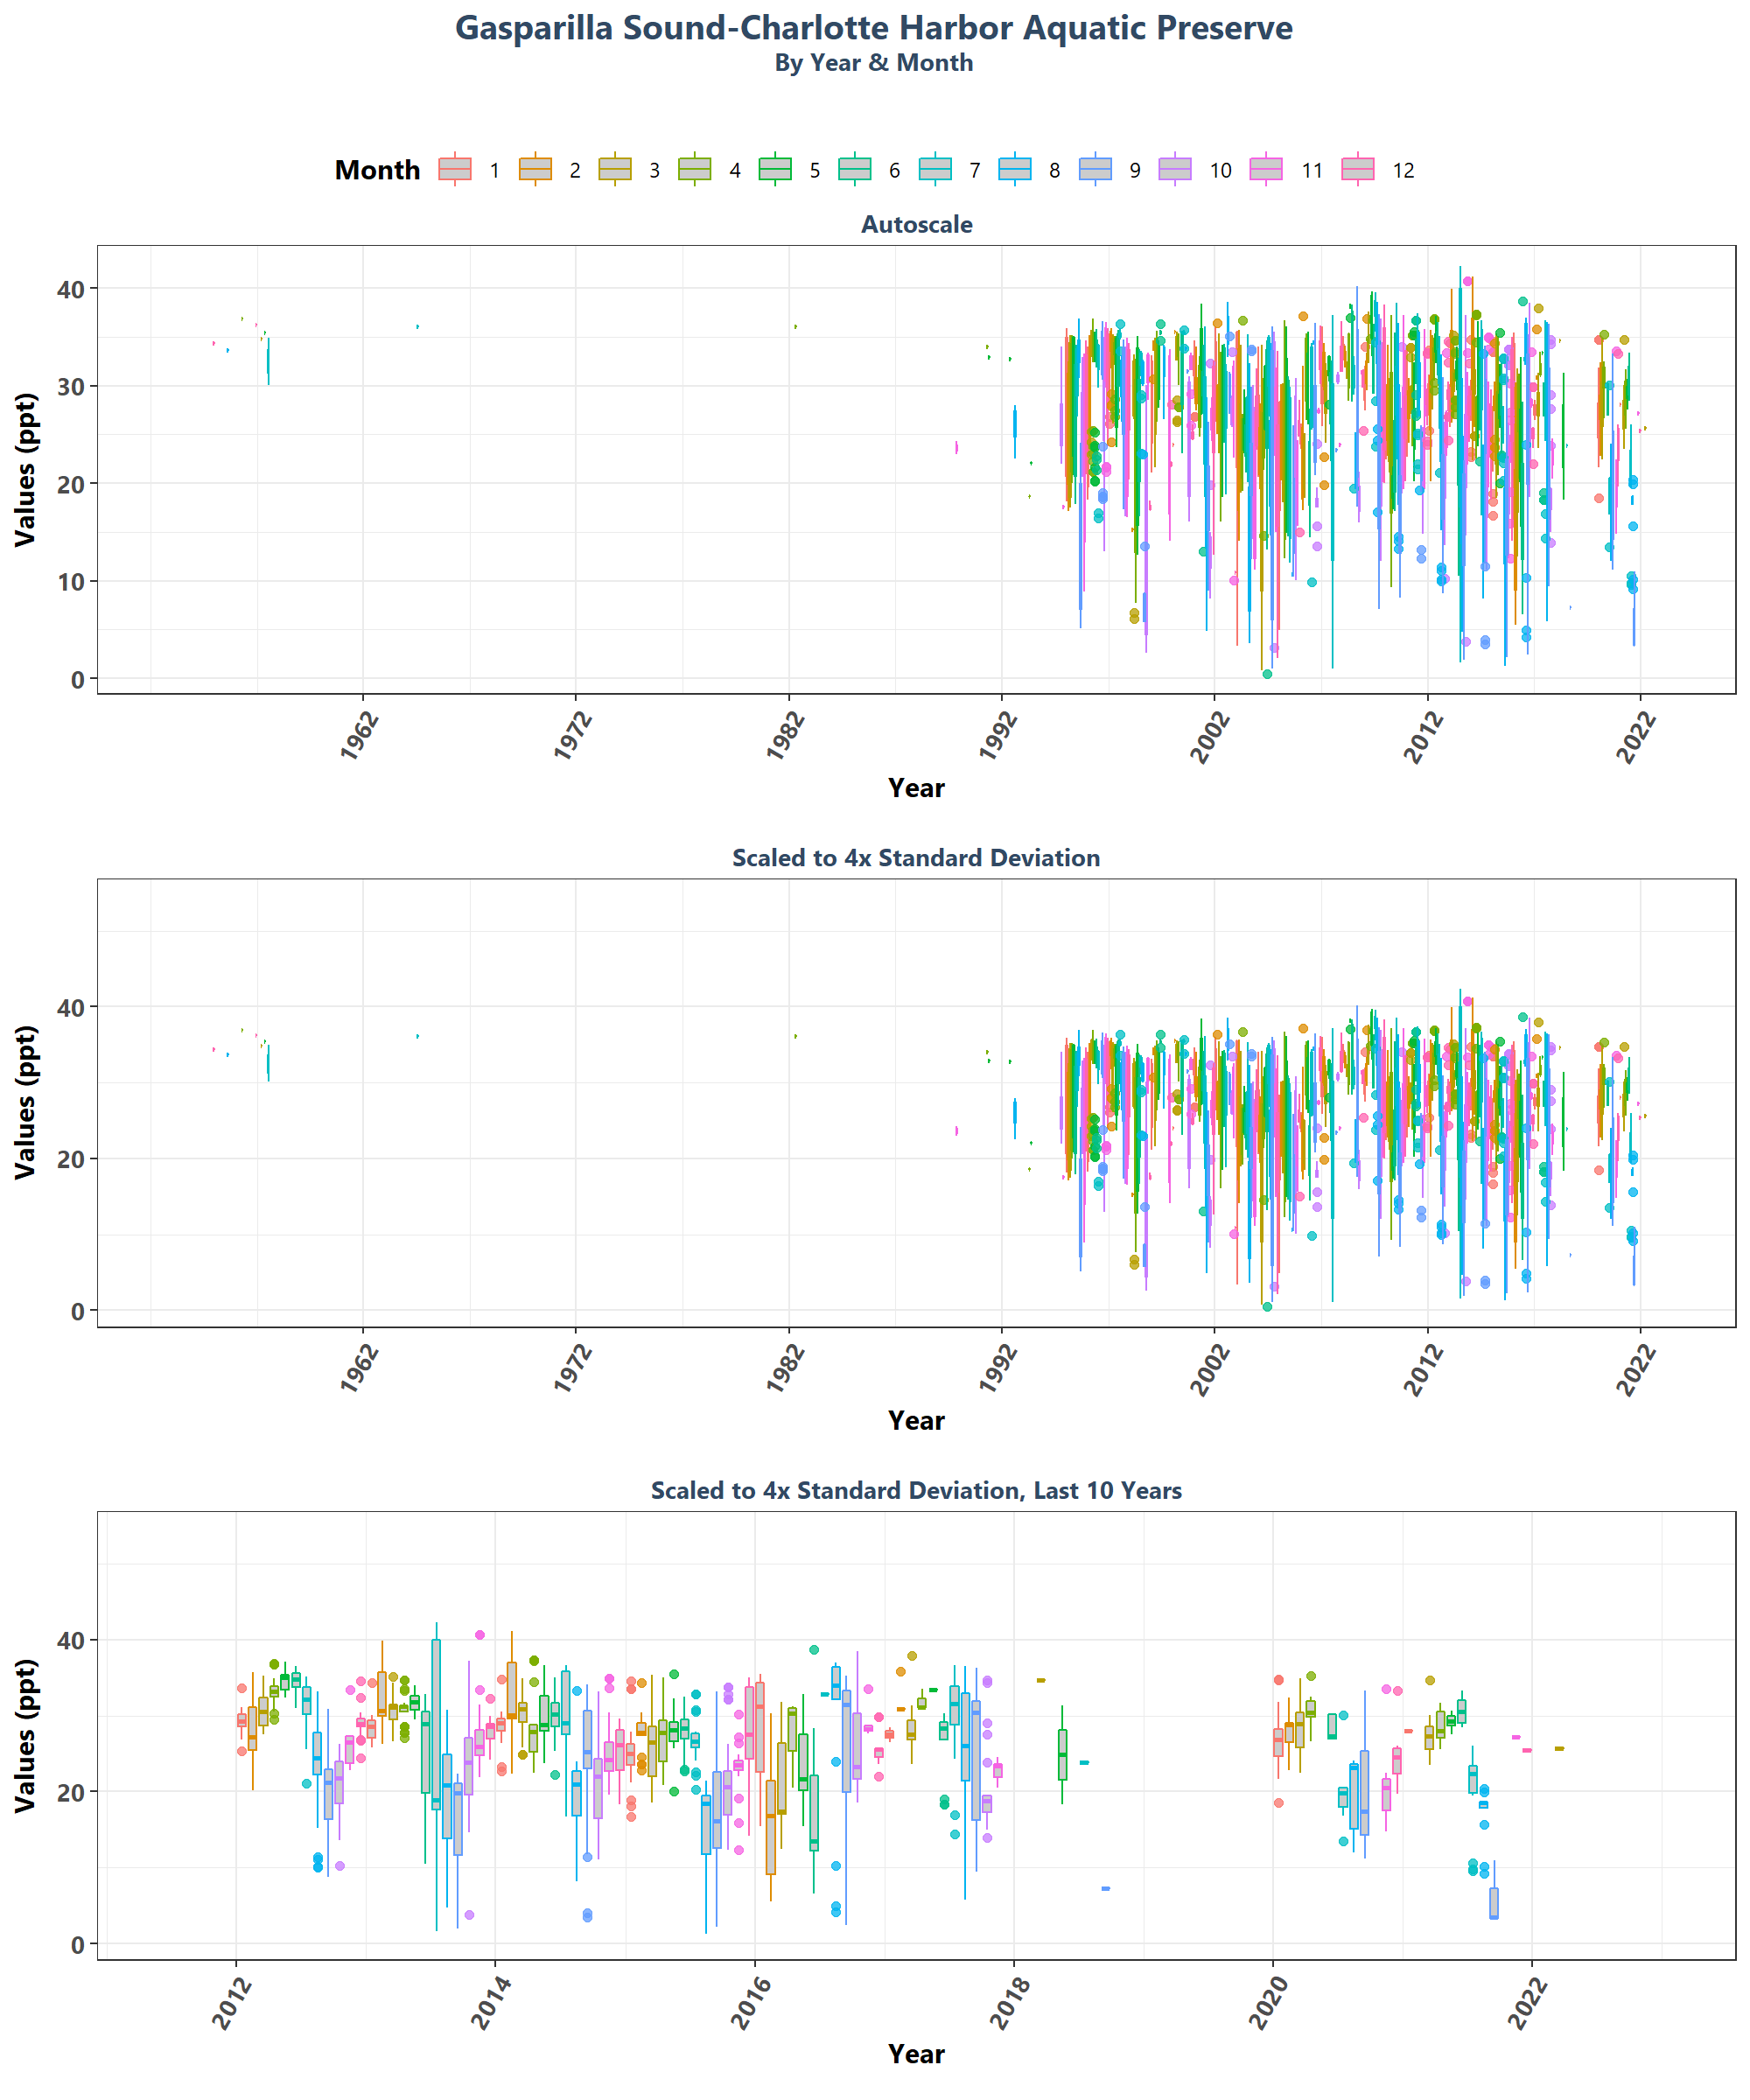 Gasparilla Sound-Charlotte Harbor Aquatic Preserve
By Year & Month
Month 1 2 3 4 5 6 7 8 9 10 11 12
Autoscale
Values (ppt)
40
30
20
10
0
1962 1972 1982 1992 2002 2012 2022
Year
Scaled to 4x Standard Deviation
Values (ppt)
40
20
0
1962 1972 1982 1992 2002 2012 2022
Year
Scaled to 4x Standard Deviation, Last 10 Years
Values (ppt)
40
20
0
2012 2014 2016 2018 2020 2022
Year